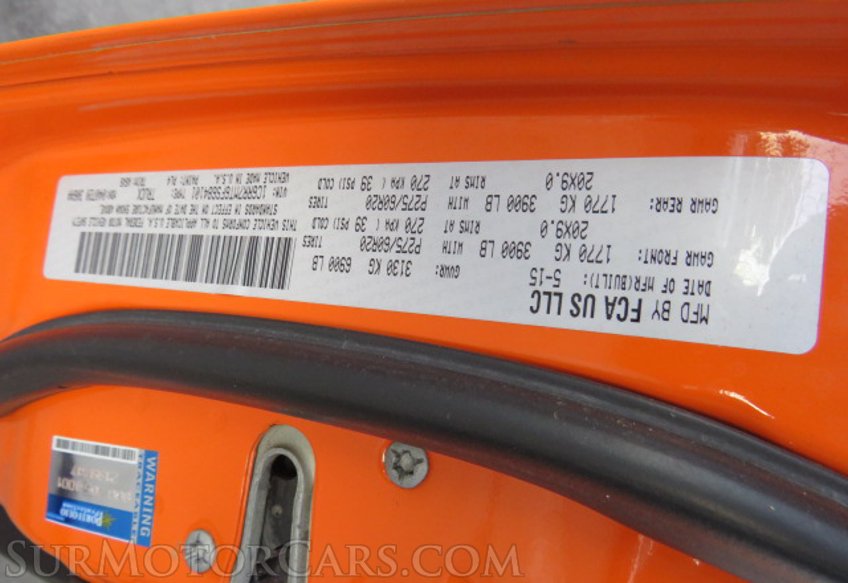 MFD BY FCA US LLC
DATE OF MFR(BUILT):
5-15
GVWR:
3130 KG 6900 LB
GAWR FRONT:
1770 KG 3900 LB WITH
P275/60R20
TIRES
20X9.0
RIMS AT
270 KPA ( 39 PSI) COLD
GAWR REAR:
1770 KG 3900 LB WITH
P275/60R20
TIRES
20X9.0
RIMS AT
270 KPA ( 39 PSI) COLD
THIS VEHICLE CONFORMS TO ALL APPLICABLE U.S.A. FEDERAL MOTOR VEHICLE SAFETY
STANDARDS IN EFFECT ON THE DATE OF MANUFACTURE SHOWN ABOVE.
TYPE: TRUCK
VEHICLE MADE IN U.S.A. PAINT: PL4
WARNING
SURMOTORCARS.COM